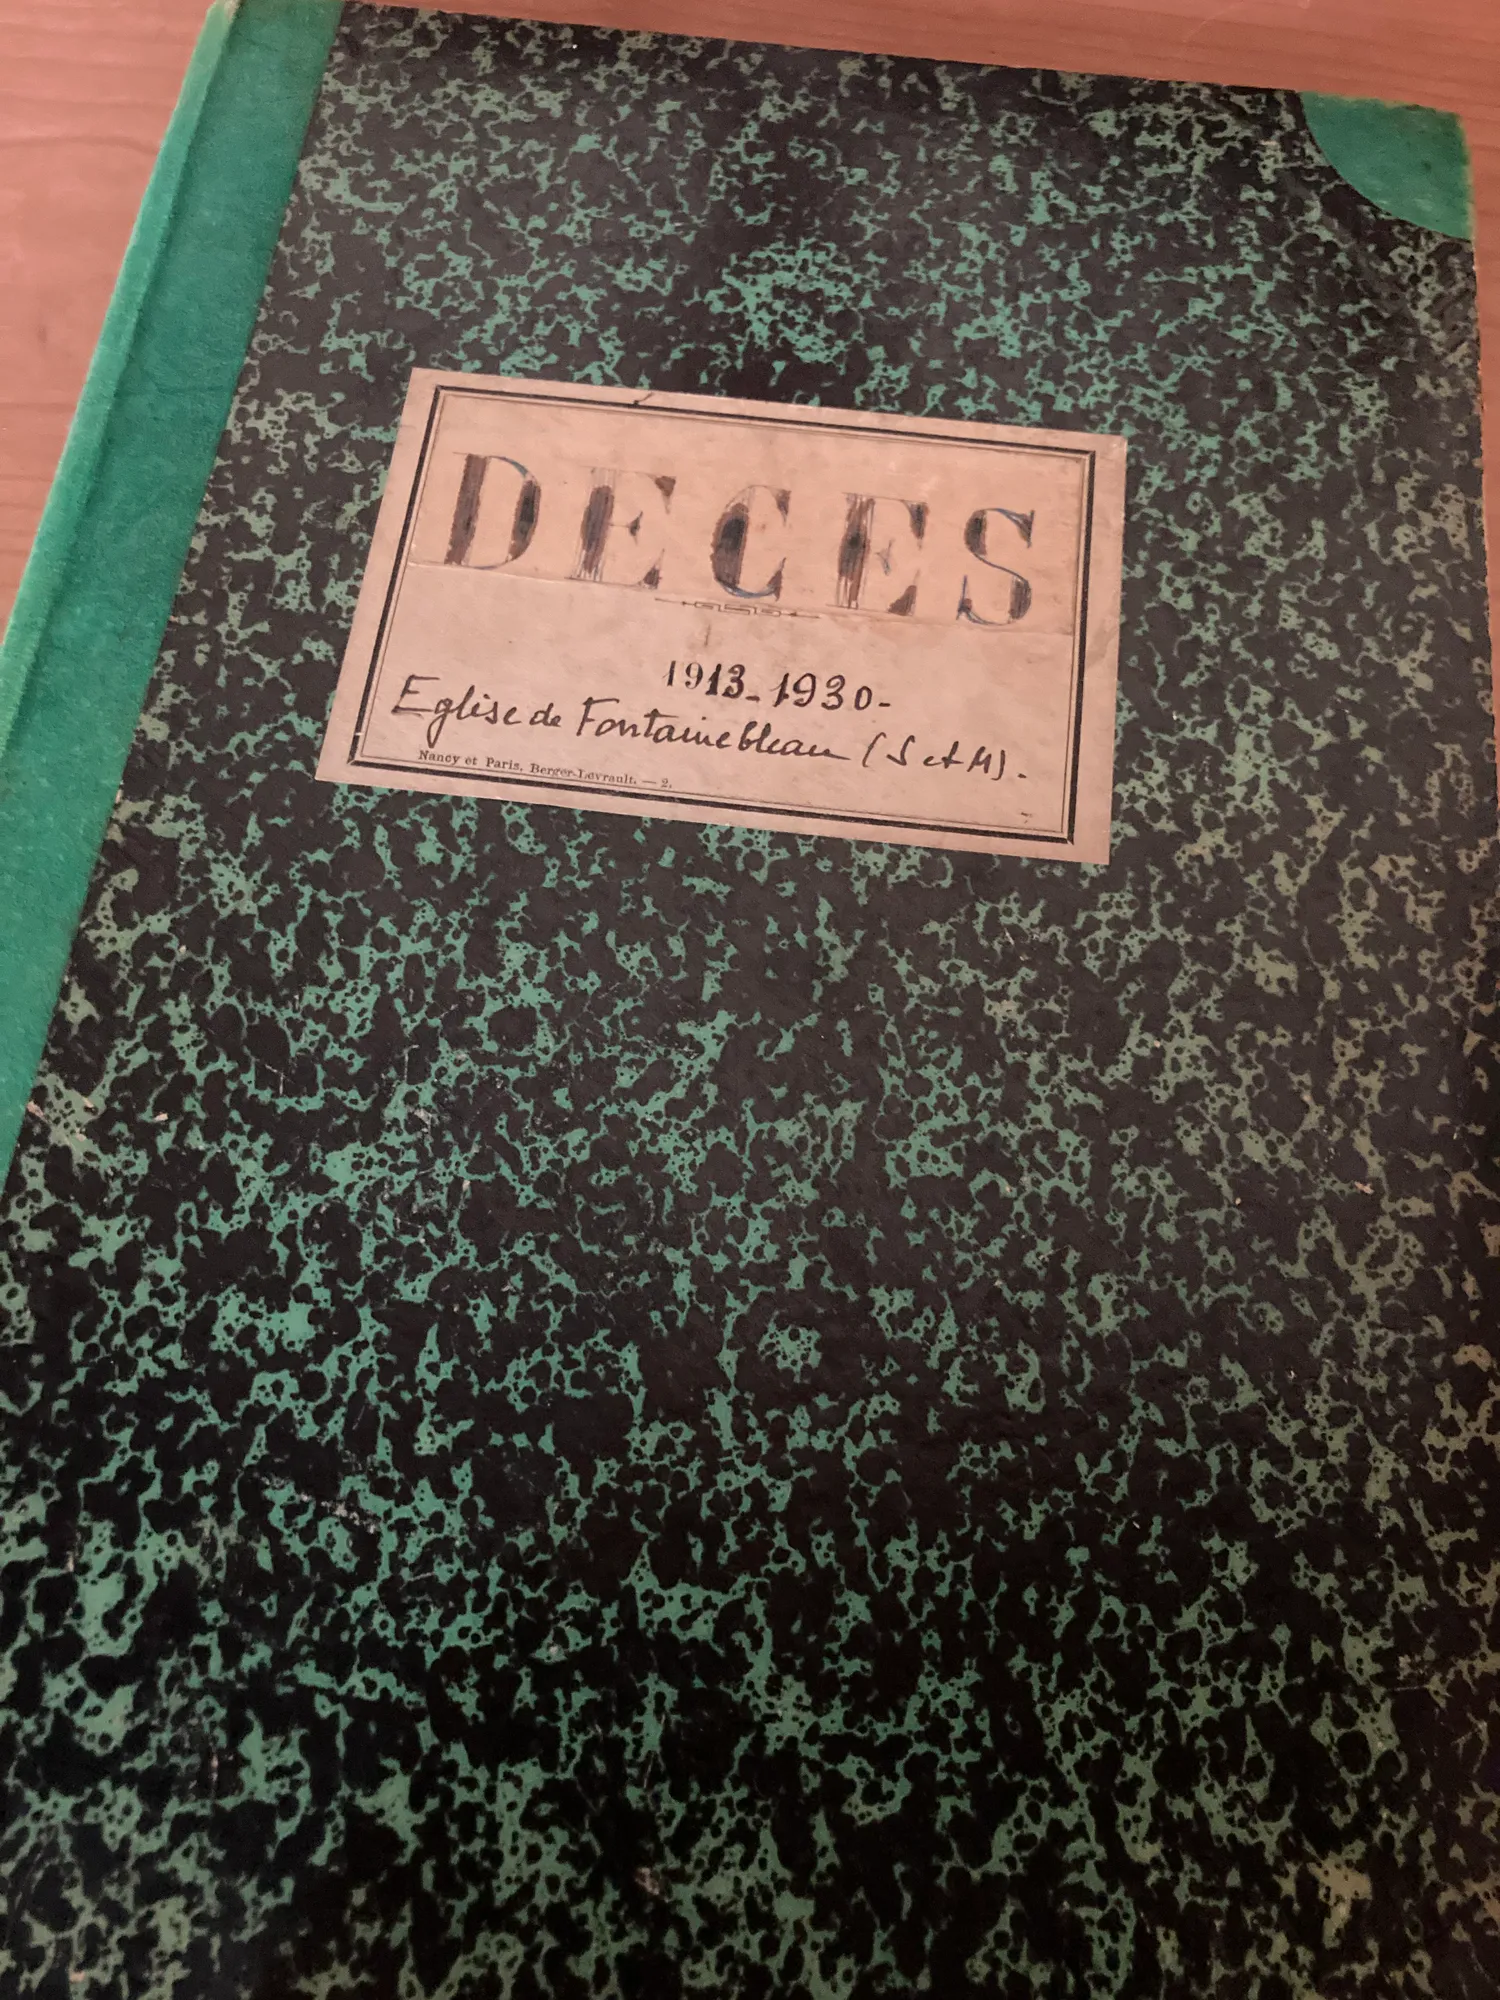 DECES
1913-1930-
Eglise de Fontainebleau (S et M).
Nancy et Paris, Berger-Levrault. — 2.